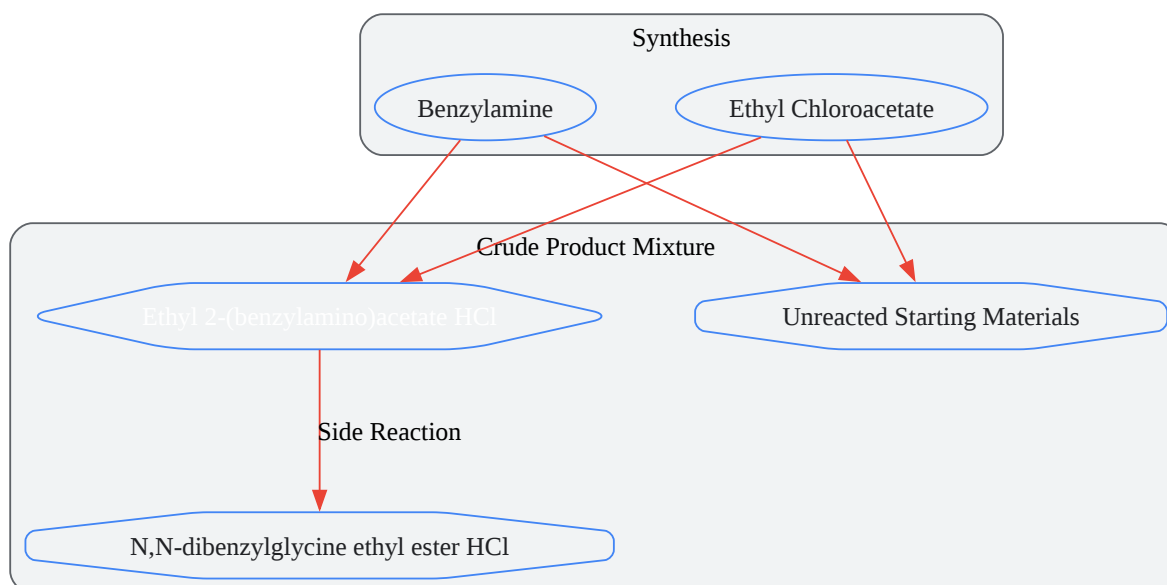 Synthesis
Benzylamine
Ethyl Chloroacetate
Crude Product Mixture
Ethyl 2-(benzylamino)acetate HCl
Unreacted Starting Materials
Side Reaction
N,N-dibenzylglycine ethyl ester HCl